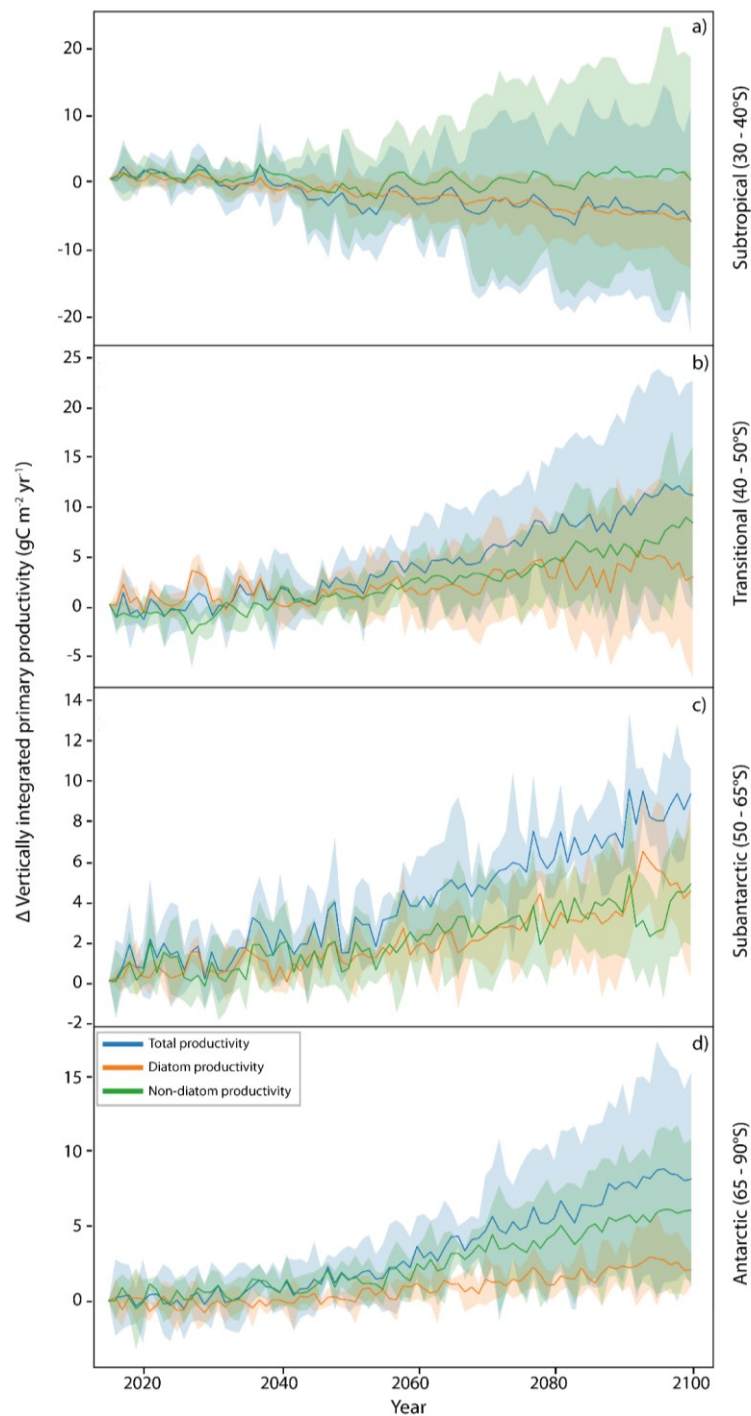 a)
20
10
0
-10
-20
Subtropical (30 - 40°S)
b)
25
20
15
10
5
0
-5
Transitional (40 - 50°S)
Δ Vertically integrated primary productivity (gC m⁻² yr⁻¹)
c)
14
12
10
8
6
4
2
0
-2
Subantarctic (50 - 65°S)
d)
Total productivity
Diatom productivity
Non-diatom productivity
15
10
5
0
Antarctic (65 - 90°S)
2020 2040 2060 2080 2100
Year